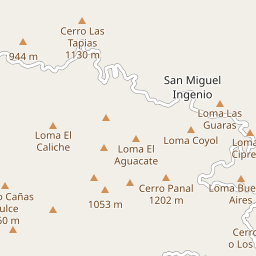 Cerro Las
Tapias
1130 m
944 m
San Miguel
Ingenio
Loma Las
Guaras
Loma El
Caliche
Loma El
Aguacate
Loma Coyol
Loma
Cipre
Cañas
ulce
50 m
1053 m
Cerro Panal
1202 m
Loma Bue
Aires
Cerro
o Los